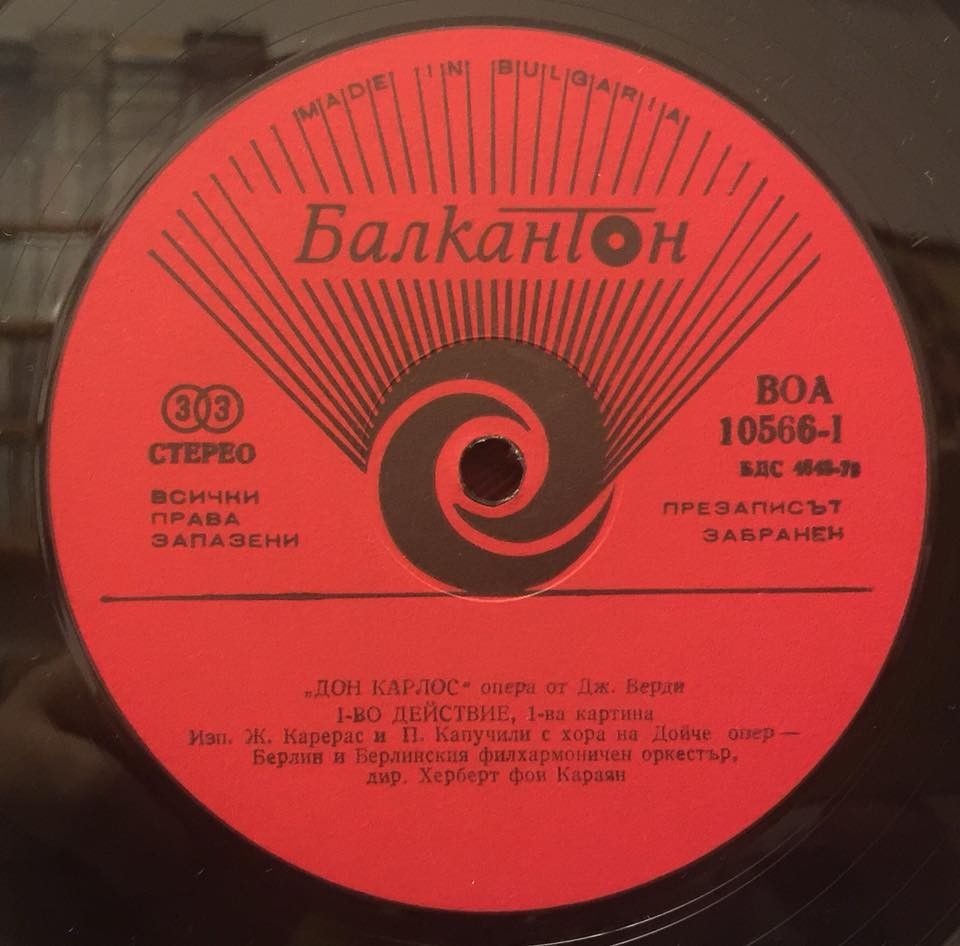 MADE IN BULGARIA
Балкантон
33
СТЕРЕО
ВСИЧКИ
ПРАВА
ЗАПАЗЕНИ
ВОА
10566-I
БДС
ПРЕЗАПИСЪТ
ЗАБРАНЕН
„ДОН КАРЛОС“ опера от Дж. Верди
I-ВО ДЕЙСТВИЕ, 1-ва картина
Изп. Ж. Карерас и П. Капучили с хора на Дойче опер —
Берлин и Берлинския филхармоничен оркестър,
дир. Херберт фон Караян